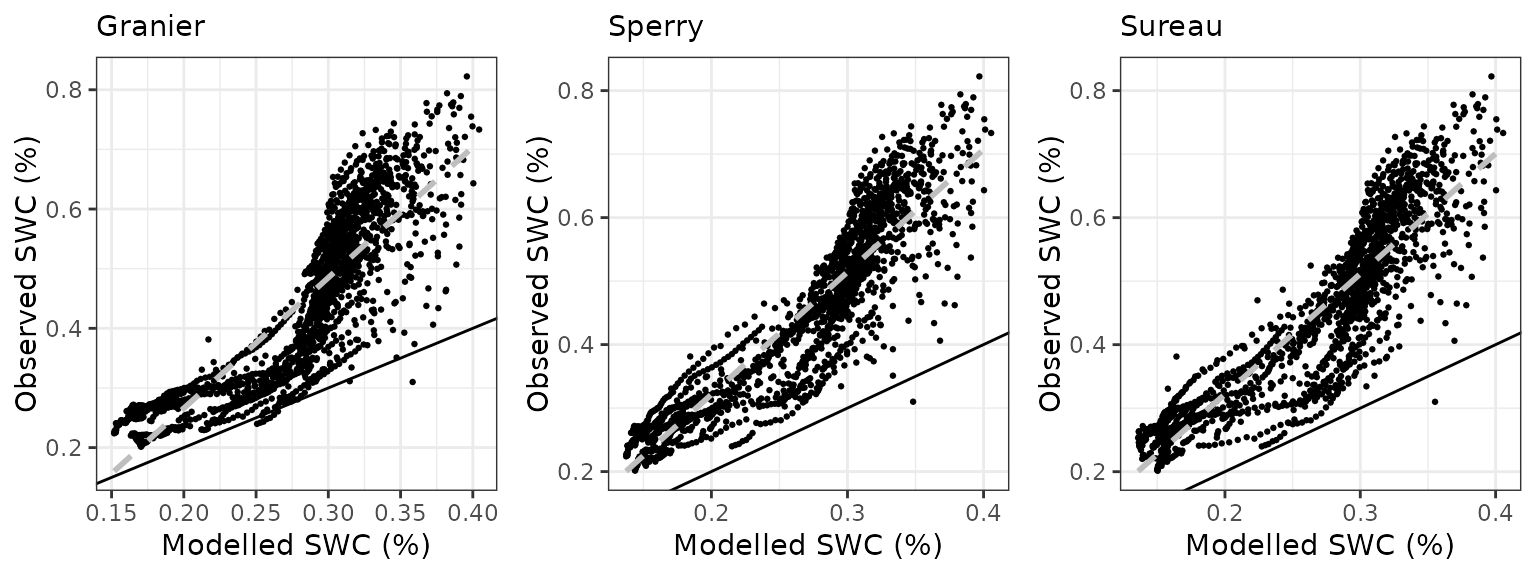 Granier
Observed SWC (%)
0.8
0.6
0.4
0.2
0.15 0.20 0.25 0.30 0.35 0.40
Modelled SWC (%)
Sperry
Observed SWC (%)
0.8
0.6
0.4
0.2
0.2 0.3 0.4
Modelled SWC (%)
Sureau
Observed SWC (%)
0.8
0.6
0.4
0.2
0.2 0.3 0.4
Modelled SWC (%)